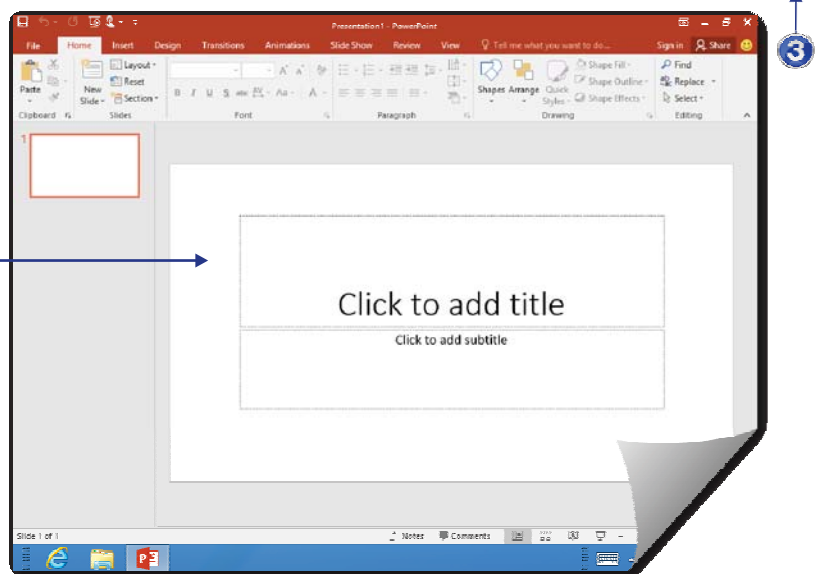 Presentation1 - PowerPoint
File Home Insert Design Transitions Animations Slide Show Review View Tell me what you want to do... Sign in Share
Paste
New Slide
Layout
Reset
Section
B I U S abc AV Aa A A A
Shapes Arrange Quick Styles
Shape Fill
Shape Outline
Shape Effects
Find
Replace
Select
Clipboard Slides Font Paragraph Drawing Editing
3
1
Click to add title
Click to add subtitle
Slide 1 of 1 Notes Comments